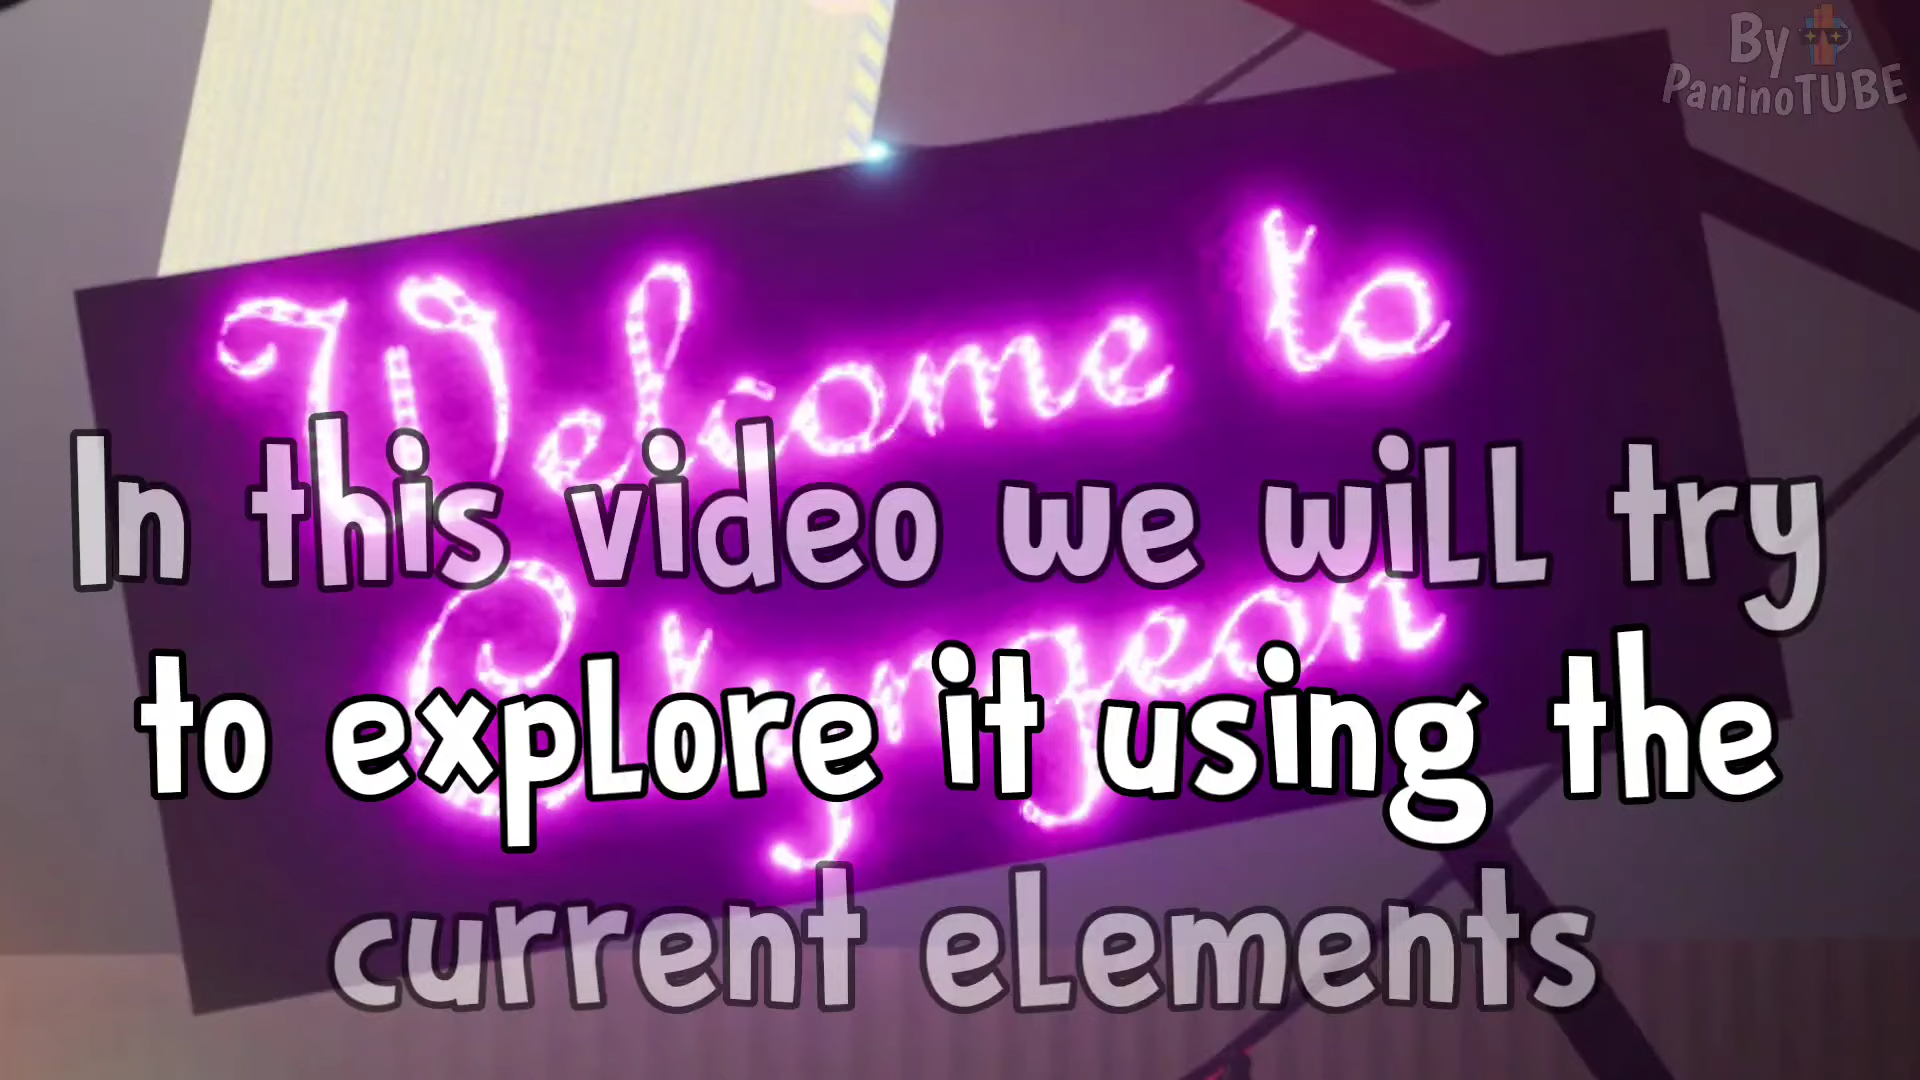 By
PaninoTUBE
Welcome to
In this video we will try
to explore it using the
current elements